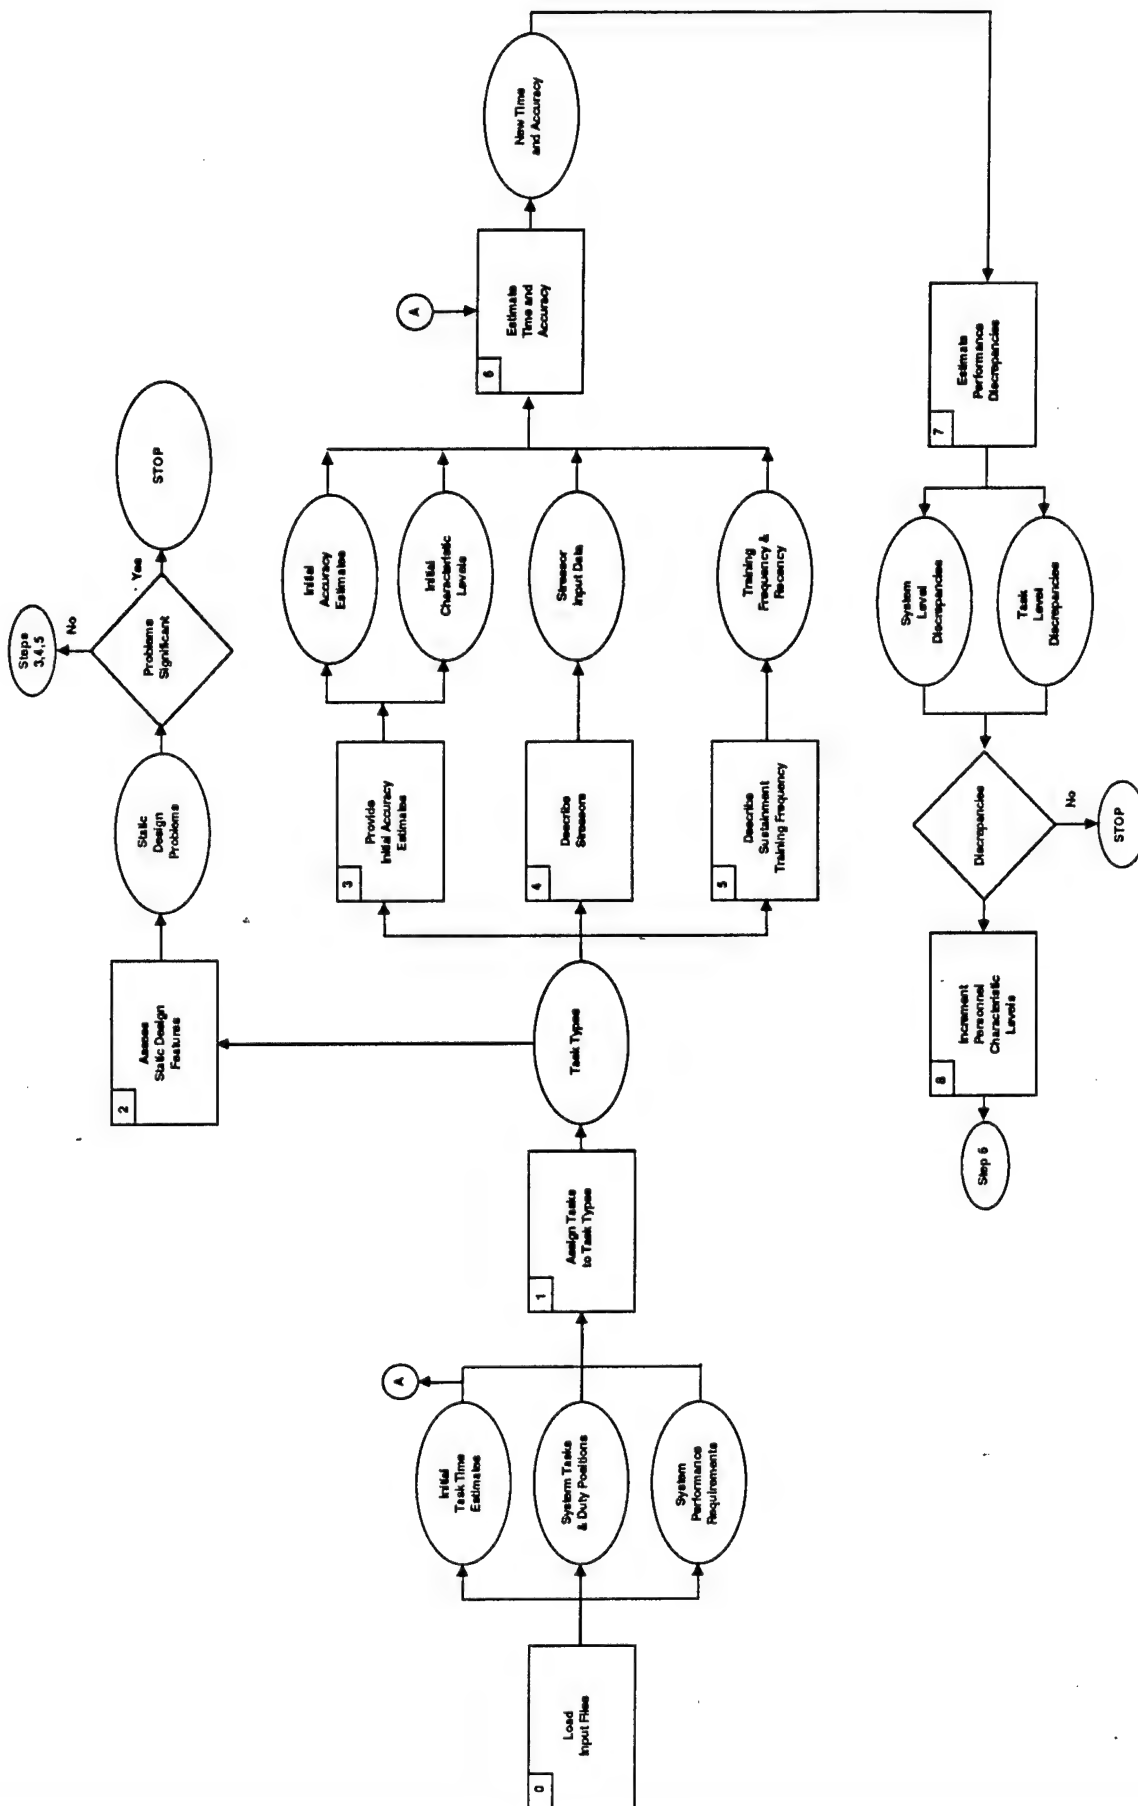 0
Load
Input Files
Initial
Task Time
Estimates
System Tasks
& Duty Positions
System
Performance
Requirements
A
1
Assign Tasks
to Task Types
Task Types
2
Assess
Static Design
Features
Static
Design
Problems
Problems
Significant
No
Steps
3,4,5
Yes
STOP
3
Provide
Initial Accuracy
Estimates
4
Describe
Stressors
5
Describe
Sustainment
Training Frequency
Initial
Accuracy
Estimates
Initial
Characteristic
Levels
Stressor
Input Data
Training
Frequency &
Recency
A
6
Estimate
Time and
Accuracy
New Time
and Accuracy
7
Estimate
Performance
Discrepancies
System
Level
Discrepancies
Task
Level
Discrepancies
Discrepancies
No
STOP
8
Increment
Personnel
Characteristic
Levels
Step 6